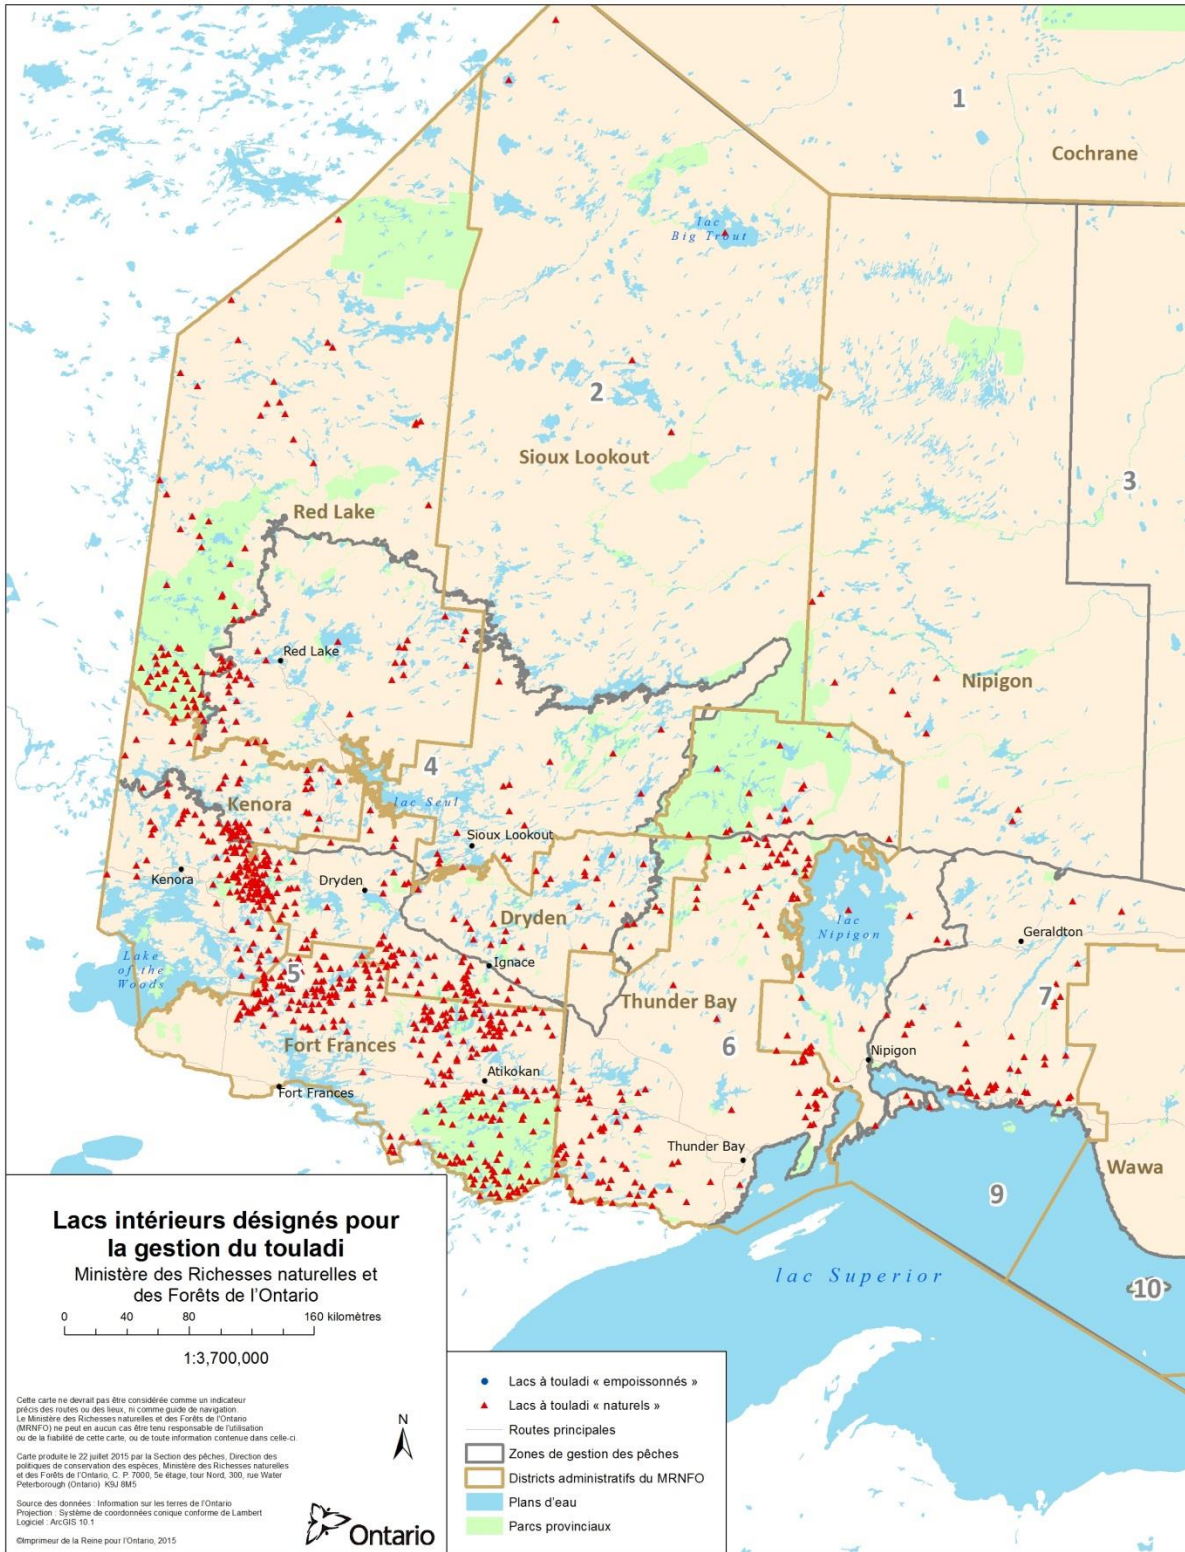 1
Cochrane
lac
Big Trout
2
Sioux Lookout
3
Red Lake
Red Lake
Nipigon
4
Kenora
lac Seul
Sioux Lookout
Kenora
Dryden
Dryden
lac
Nipigon
Geraldton
Lake
of the
Woods
5
Ignace
Thunder Bay
7
Fort Frances
6
Nipigon
Atikokan
Fort Frances
Thunder Bay
Wawa
9
lac Superior
10
Lacs intérieurs désignés pour
la gestion du touladi
Ministère des Richesses naturelles et
des Forêts de l'Ontario
0 40 80 160 kilomètres
1:3,700,000
Cette carte ne devrait pas être considérée comme un indicateur
précis des routes ou des lieux, ni comme guide de navigation.
Le Ministère des Richesses naturelles et des Forêts de l'Ontario
(MRNFO) ne peut en aucun cas être tenu responsable de l'utilisation
ou de la fiabilité de cette carte, ou de toute information contenue dans celle-ci.
Carte produite le 22 juillet 2015 par la Section des pêches, Direction des
politiques de conservation des espèces, Ministère des Richesses naturelles
et des Forêts de l'Ontario, C. P. 7000, 5e étage, tour Nord, 300, rue Water
Peterborough (Ontario) K9J 8M5
Source des données : Information sur les terres de l'Ontario
Projection : Système de coordonnées conique conforme de Lambert
Logiciel : ArcGIS 10.1
©Imprimeur de la Reine pour l'Ontario, 2015
N
Ontario
Lacs à touladi « empoissonnés »
Lacs à touladi « naturels »
Routes principales
Zones de gestion des pêches
Districts administratifs du MRNFO
Plans d'eau
Parcs provinciaux